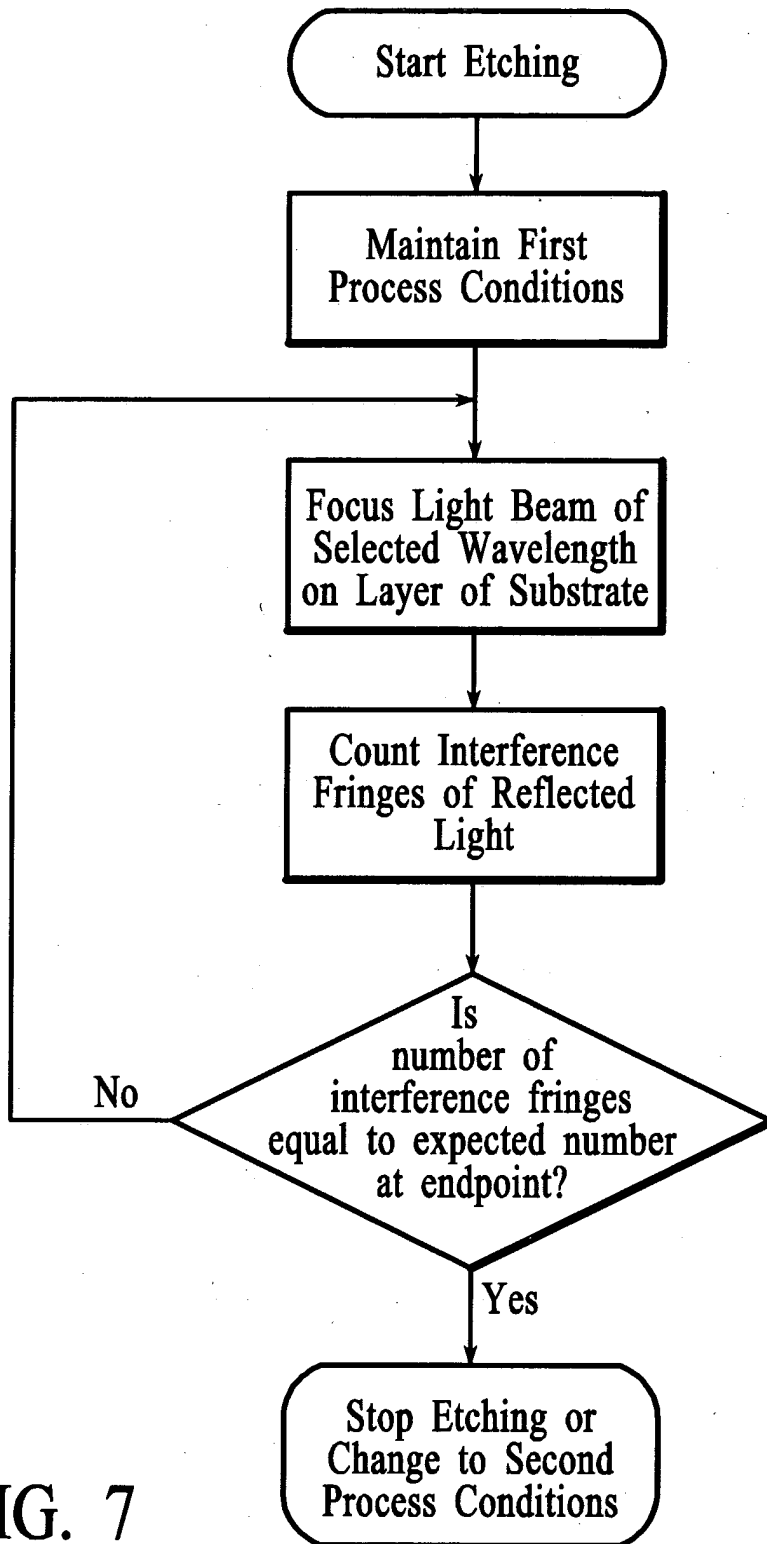 Start Etching
Maintain First
Process Conditions
Focus Light Beam of
Selected Wavelength
on Layer of Substrate
Count Interference
Fringes of Reflected
Light
Is
number of
interference fringes
equal to expected number
at endpoint?
No
Yes
Stop Etching or
Change to Second
Process Conditions
IG. 7